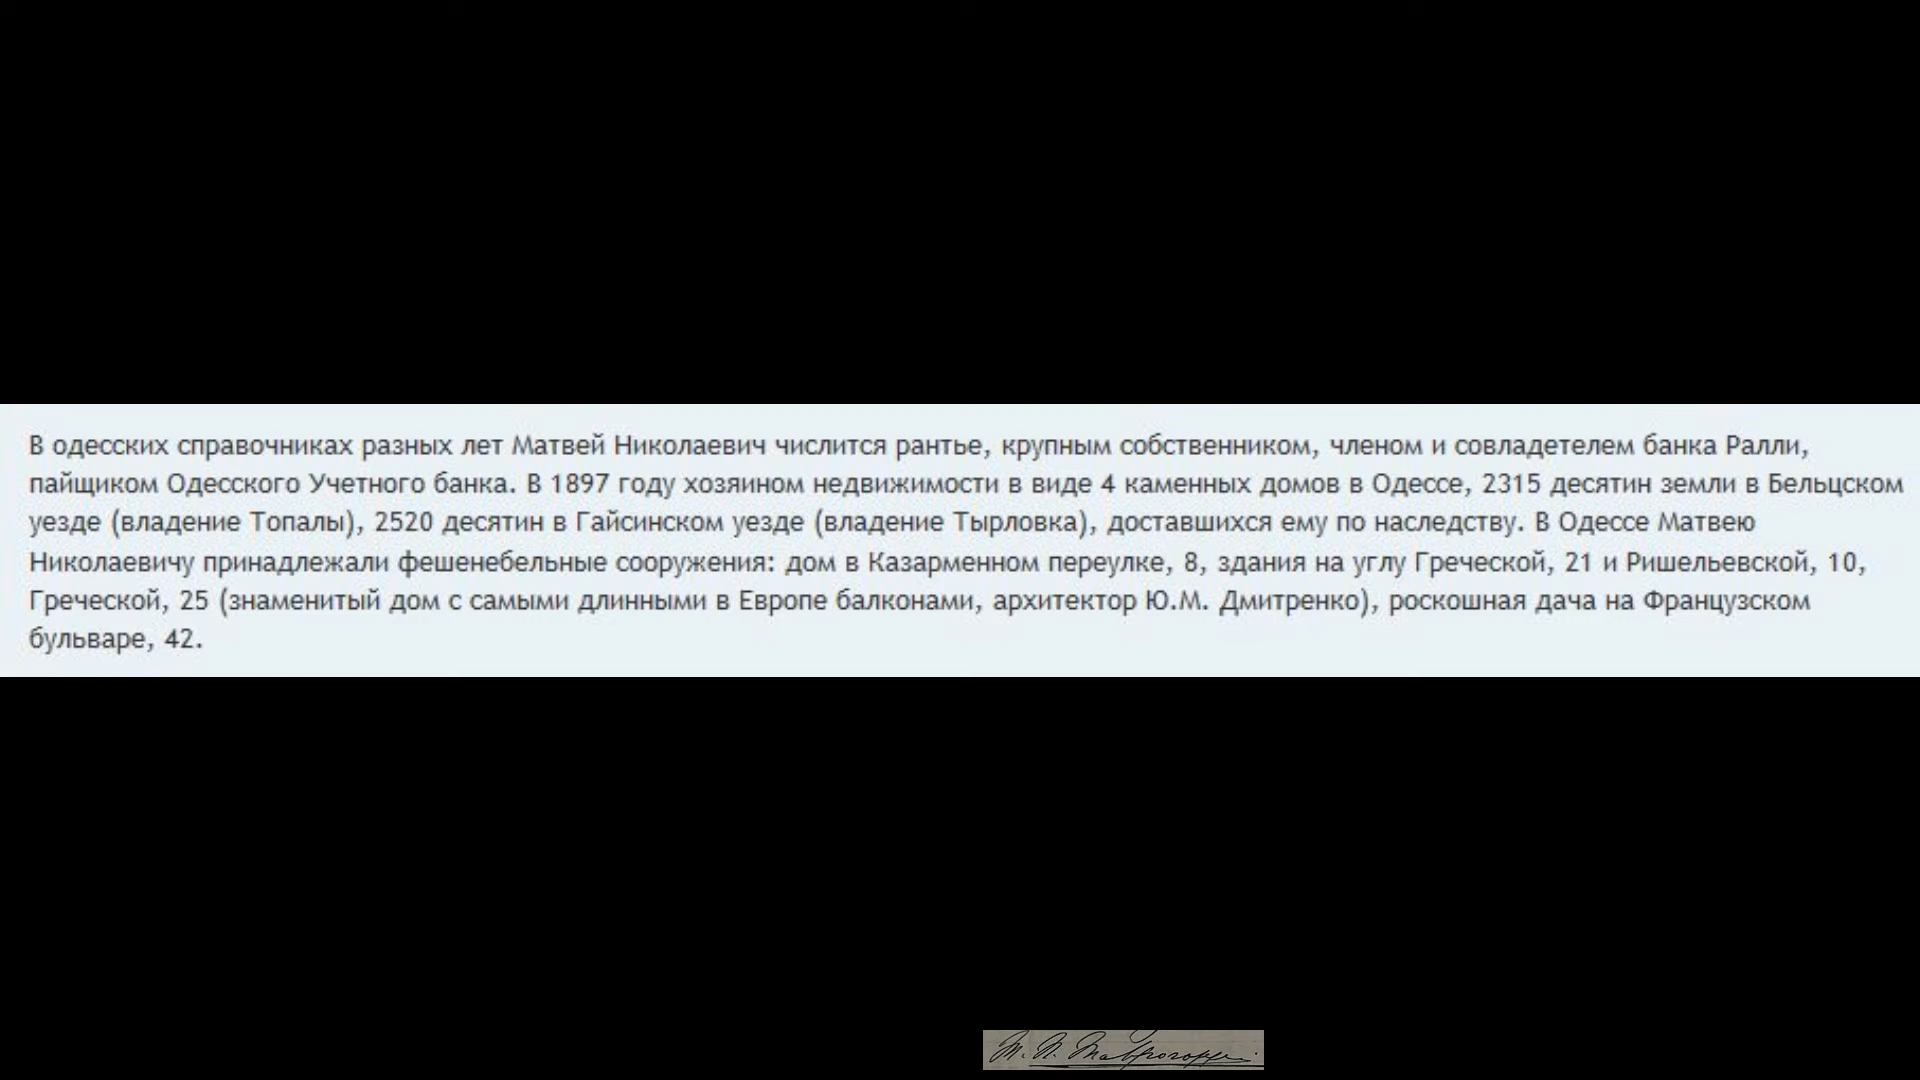 В одесских справочниках разных лет Матвей Николаевич числится рантье, крупным собственником, членом и совладетелем банка Ралли,
пайщиком Одесского Учетного банка. В 1897 году хозяином недвижимости в виде 4 каменных домов в Одессе, 2315 десятин земли в Бельцском
уезде (владение Топалы), 2520 десятин в Гайсинском уезде (владение Тырловка), доставшихся ему по наследству. В Одессе Матвею
Николаевичу принадлежали фешенебельные сооружения: дом в Казарменном переулке, 8, здания на углу Греческой, 21 и Ришельевской, 10,
Греческой, 25 (знаменитый дом с самыми длинными в Европе балконами, архитектор Ю.М. Дмитренко), роскошная дача на Французском
бульваре, 42.